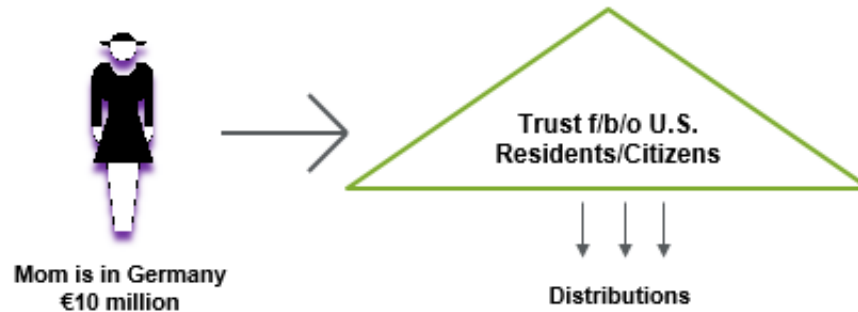 Trust f/b/o U.S.
Residents/Citizens
Mom is in Germany
€10 million
Distributions